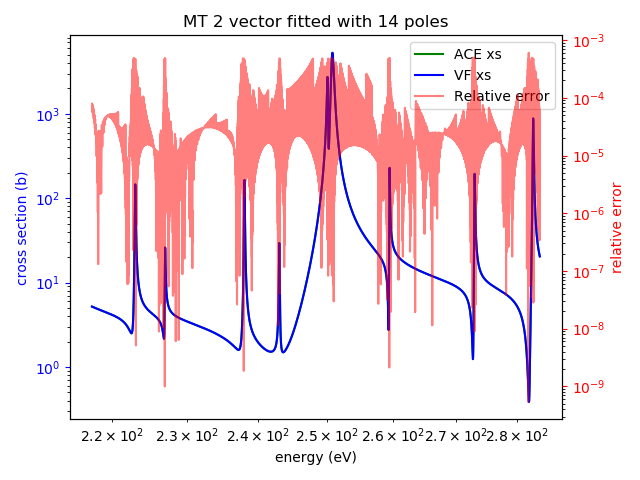 MT 2 vector fitted with 14 poles
ACE xs
VF xs
Relative error
10³
10²
10¹
10⁰
cross section (b)
10⁻³
10⁻⁴
10⁻⁵
10⁻⁶
10⁻⁷
10⁻⁸
10⁻⁹
relative error
2.2 × 10² 2.3 × 10² 2.4 × 10² 2.5 × 10² 2.6 × 10² 2.7 × 10² 2.8 × 10²
energy (eV)